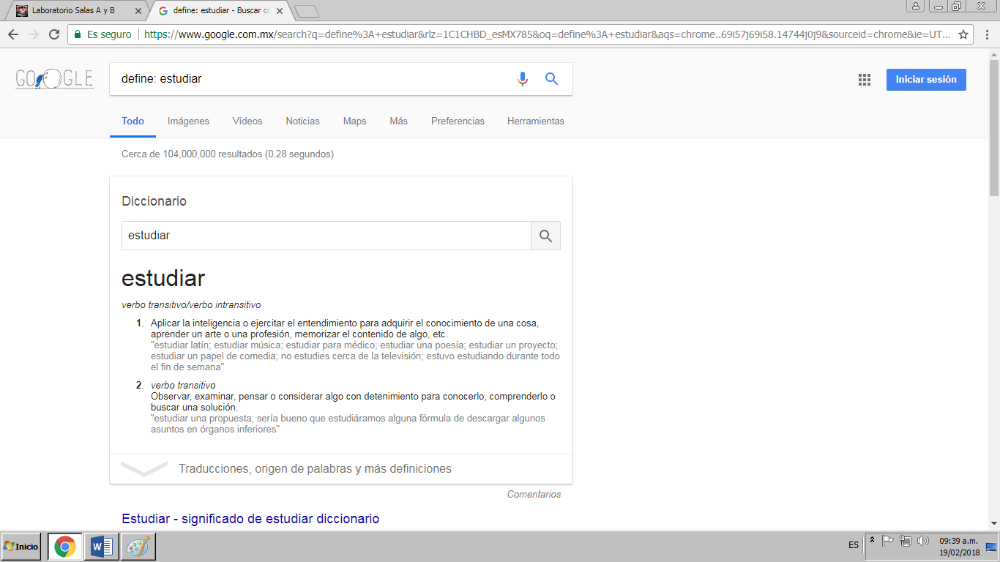 Laboratorio Salas A y B
define: estudiar - Buscar co
Es seguro
https://www.google.com.mx/search?q=define%3A+estudiar&rlz=1C1CHBD_esMX785&oq=define%3A+estudiar&aqs=chrome..69i57j69i58.14744j0j9&sourceid=chrome&ie=UT...
GOOGLE
define: estudiar
Iniciar sesión
Todo Imágenes Vídeos Noticias Maps Más Preferencias Herramientas
Cerca de 104,000,000 resultados (0.28 segundos)
Diccionario
estudiar
estudiar
verbo transitivo/verbo intransitivo
1. Aplicar la inteligencia o ejercitar el entendimiento para adquirir el conocimiento de una cosa,
aprender un arte o una profesión, memorizar el contenido de algo, etc.
"estudiar latín; estudiar música; estudiar para médico; estudiar una poesía; estudiar un proyecto;
estudiar un papel de comedia; no estudies cerca de la televisión; estuvo estudiando durante todo
el fin de semana"
2. verbo transitivo
Observar, examinar, pensar o considerar algo con detenimiento para conocerlo, comprenderlo o
buscar una solución.
"estudiar una propuesta; sería bueno que estudiáramos alguna fórmula de descargar algunos
asuntos en órganos inferiores"
Traducciones, origen de palabras y más definiciones
Comentarios
Estudiar - significado de estudiar diccionario
Inicio
ES
09:39 a.m.
19/02/2018